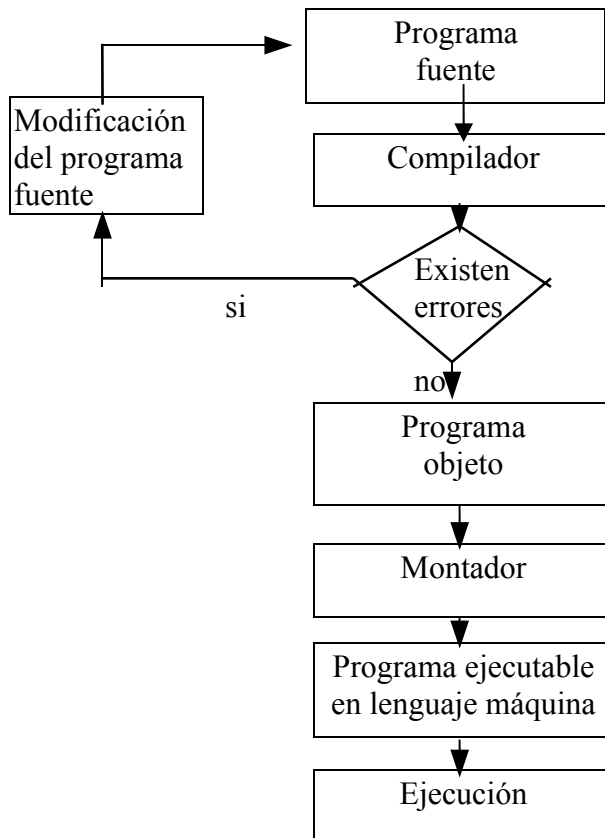 Programa
fuente
Modificación
del programa
fuente
Compilador
Existen
errores
si
no
Programa
objeto
Montador
Programa ejecutable
en lenguaje máquina
Ejecución